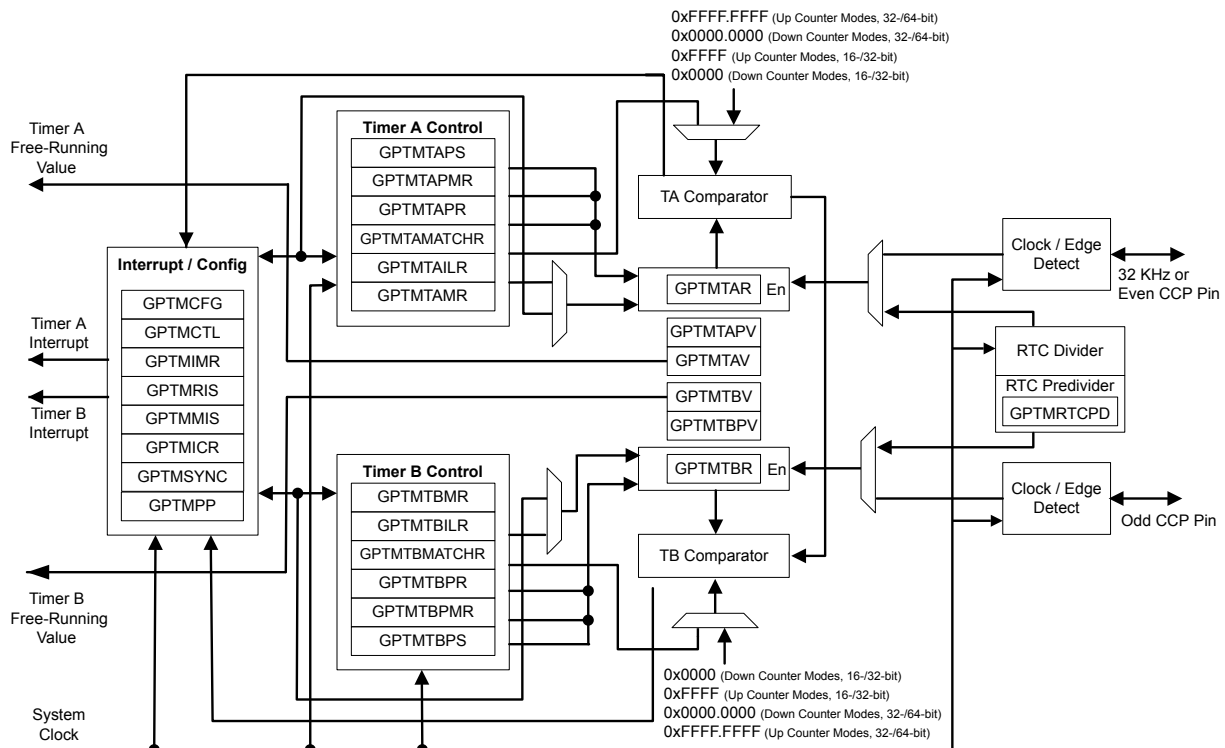 0xFFFF.FFFF (Up Counter Modes, 32-/64-bit)
0x0000.0000 (Down Counter Modes, 32-/64-bit)
0xFFFF (Up Counter Modes, 16-/32-bit)
0x0000 (Down Counter Modes, 16-/32-bit)
Timer A
Free-Running
Value
Timer A Control
GPTMTAPS
GPTMTAPMR
GPTMTAPR
GPTMTAMATCHR
GPTMTAILR
GPTMTAMR
TA Comparator
Clock / Edge
Detect
32 KHz or
Even CCP Pin
Interrupt / Config
GPTMCFG
GPTMCTL
GPTMIMR
GPTMRIS
GPTMMIS
GPTMICR
GPTMSYNC
GPTMPP
GPTMTAR
En
Timer A
Interrupt
GPTMTAPV
GPTMTAV
RTC Divider
RTC Predivider
GPTMRTCPD
Timer B
Interrupt
GPTMTBV
GPTMTBPV
Timer B Control
GPTMTBMR
GPTMTBILR
GPTMTBMATCHR
GPTMTBPR
GPTMTBPMR
GPTMTBPS
GPTMTBR
En
Clock / Edge
Detect
Odd CCP Pin
TB Comparator
Timer B
Free-Running
Value
0x0000 (Down Counter Modes, 16-/32-bit)
0xFFFF (Up Counter Modes, 16-/32-bit)
0x0000.0000 (Down Counter Modes, 32-/64-bit)
0xFFFF.FFFF (Up Counter Modes, 32-/64-bit)
System
Clock